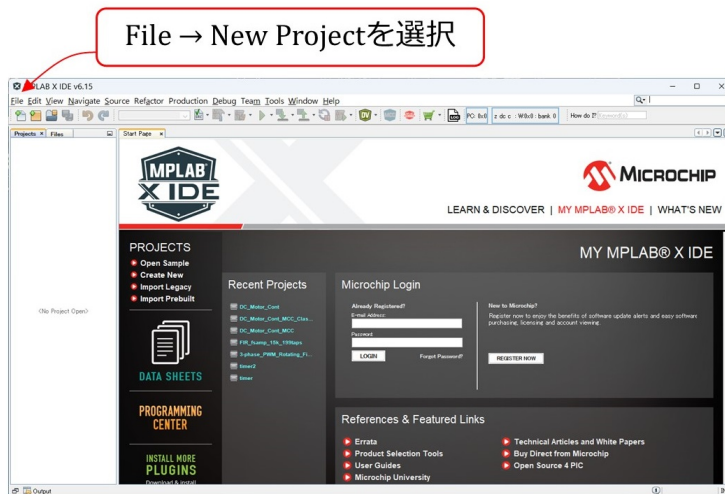 File → New Projectを選択
MPLAB X IDE v6.15
File Edit View Navigate Source Refactor Production Debug Team Tools Window Help
PC: 0x0 z dc c : W:0x0 : bank 0 How do I? Keyword(s)
Projects × Files Start Page ×
MPLAB
X IDE
MICROCHIP
LEARN & DISCOVER | MY MPLAB® X IDE | WHAT'S NEW
PROJECTS
Open Sample
Create New
Import Legacy
Import Prebuilt
MY MPLAB® X IDE
<No Project Open>
DATA SHEETS
PROGRAMMING
CENTER
INSTALL MORE
PLUGINS
Download & install
Recent Projects
DC_Motor_Cont
DC_Motor_Cont_MCC_Clas...
DC_Motor_Cont_MCC
FIR_fsamp_10k_199taps
3-phase_PWM_Rotating_Fi...
timer2
timer
Microchip Login
Already Registered?
E-mail Address:
Password:
LOGIN Forgot Password?
New to Microchip?
Register now to enjoy the benefits of software update alerts and easy software
purchasing, licensing and account viewing.
REGISTER NOW
References & Featured Links
Errata
Product Selection Tools
User Guides
Microchip University
Technical Articles and White Papers
Buy Direct from Microchip
Open Source 4 PIC
Output